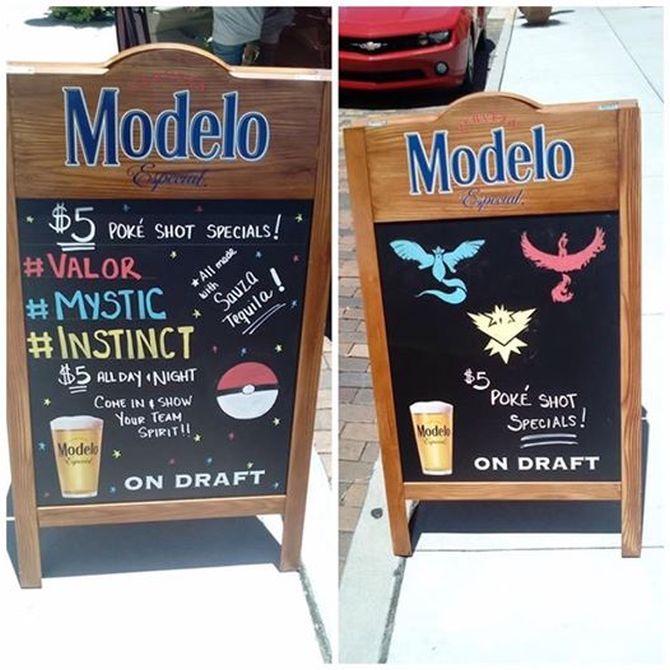 CERVEZA
Modelo
Especial.
$5 POKÉ SHOT SPECIALS!
#VALOR
#MYSTIC
#INSTINCT
* All made
with
Sauza
Tequila!
$5 ALL DAY & NIGHT
COME IN & SHOW
YOUR TEAM
SPIRIT!!
Modelo
Especial
ON DRAFT
CERVEZA
Modelo
Especial.
$5
POKÉ SHOT
SPECIALS!
Modelo
Especial
ON DRAFT